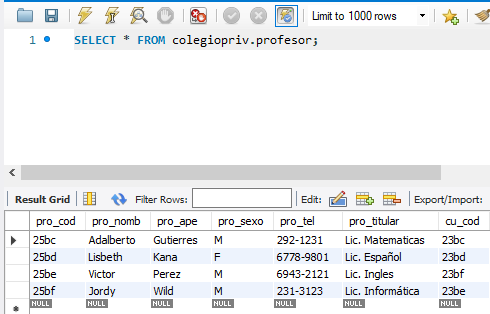 Limit to 1000 rows
1 SELECT * FROM colegiopriv.profesor;
Result Grid Filter Rows: Edit: Export/Import:
pro_cod pro_nomb pro_ape pro_sexo pro_tel pro_titular cu_cod
25bc Adalberto Gutierres M 292-1231 Lic. Matematicas 23bc
25bd Lisbeth Kana F 6778-9801 Lic. Español 23bd
25be Victor Perez M 6943-2121 Lic. Ingles 23bf
25bf Jordy Wild M 231-3123 Lic. Informática 23be
NULL NULL NULL NULL NULL NULL NULL